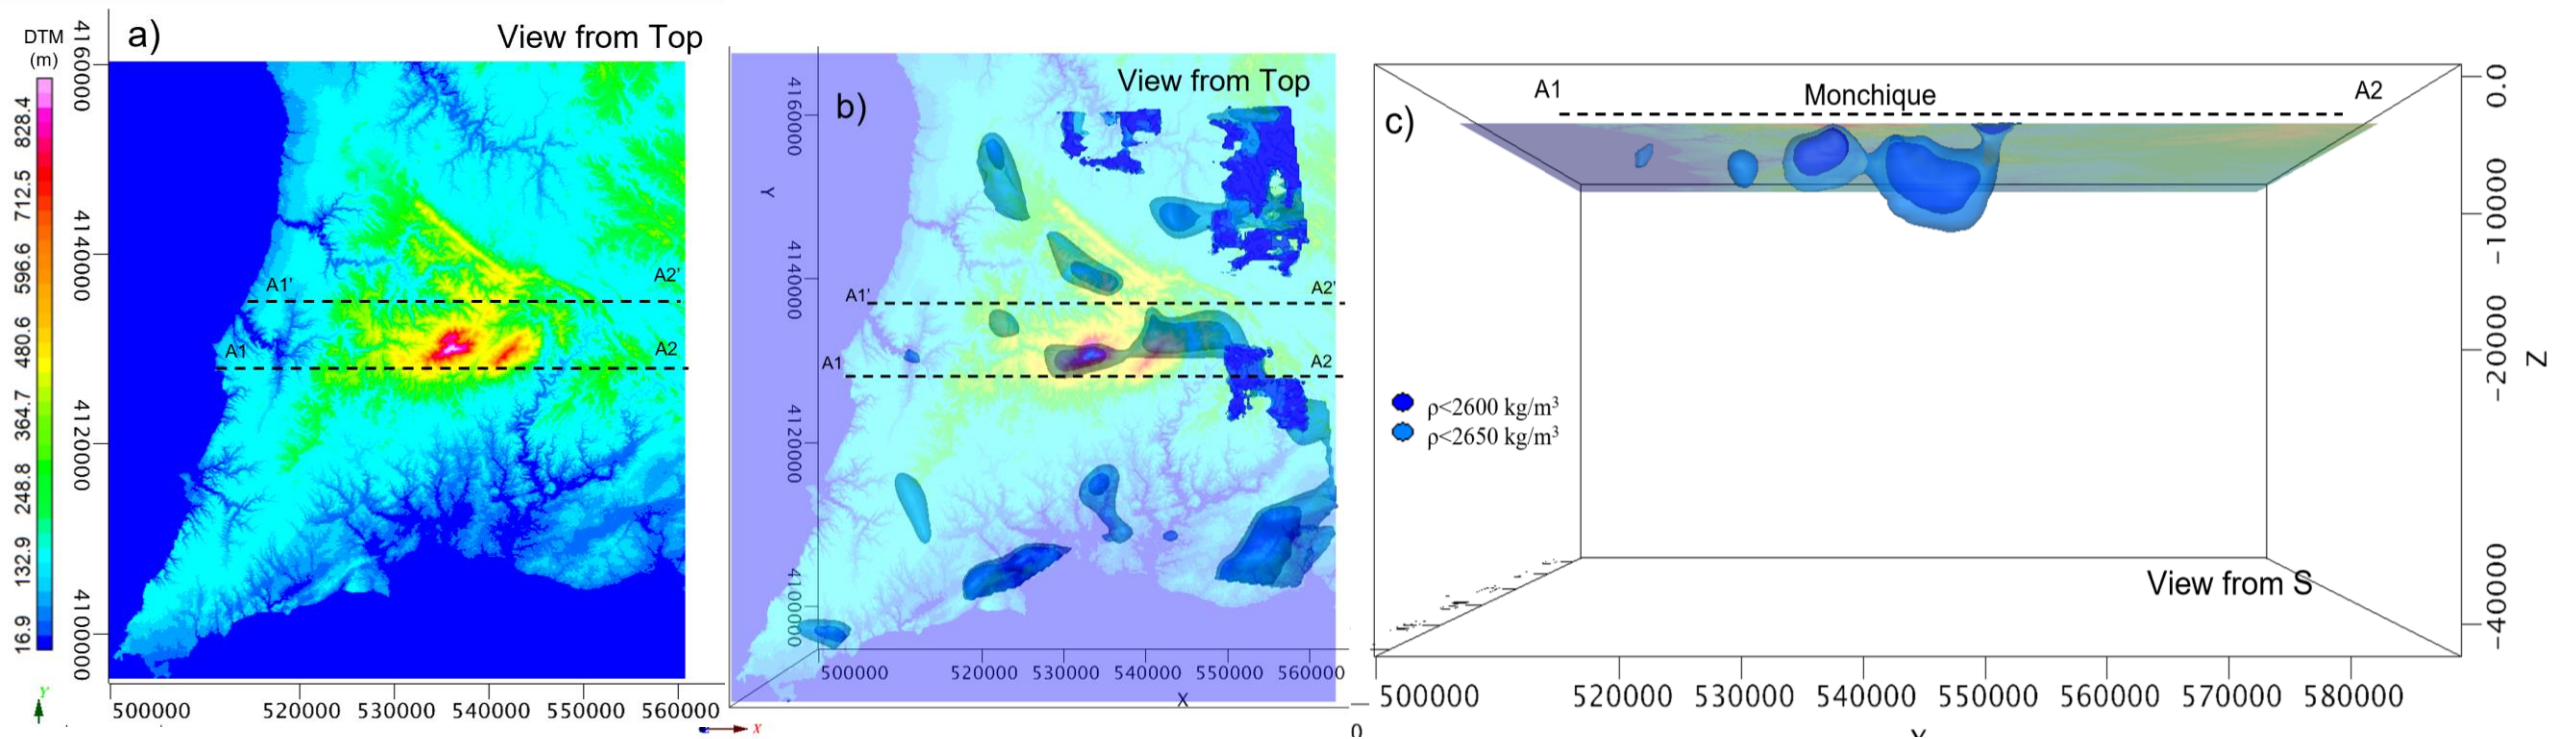 a)
View from Top
DTM
(m)
828.4
712.5
596.6
480.6
364.7
248.8
132.9
16.9
4160000
4140000
4120000
4100000
A1'
A2'
A1
A2
Y
500000 520000 530000 540000 550000 560000
X
b)
View from Top
4160000
Y
4140000
4120000
4100000
A1'
A2'
A1
A2
500000 520000 530000 540000 550000 560000
X
0
c)
A1
Monchique
A2
0.0
-10000
-20000
Z
-40000
ρ<2600 kg/m³
ρ<2650 kg/m³
View from S
500000 520000 530000 540000 550000 560000 570000 580000